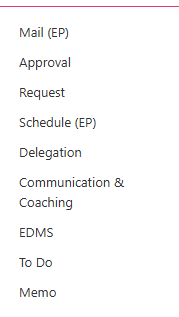 Mail (EP)
Approval
Request
Schedule (EP)
Delegation
Communication &
Coaching
EDMS
To Do
Memo